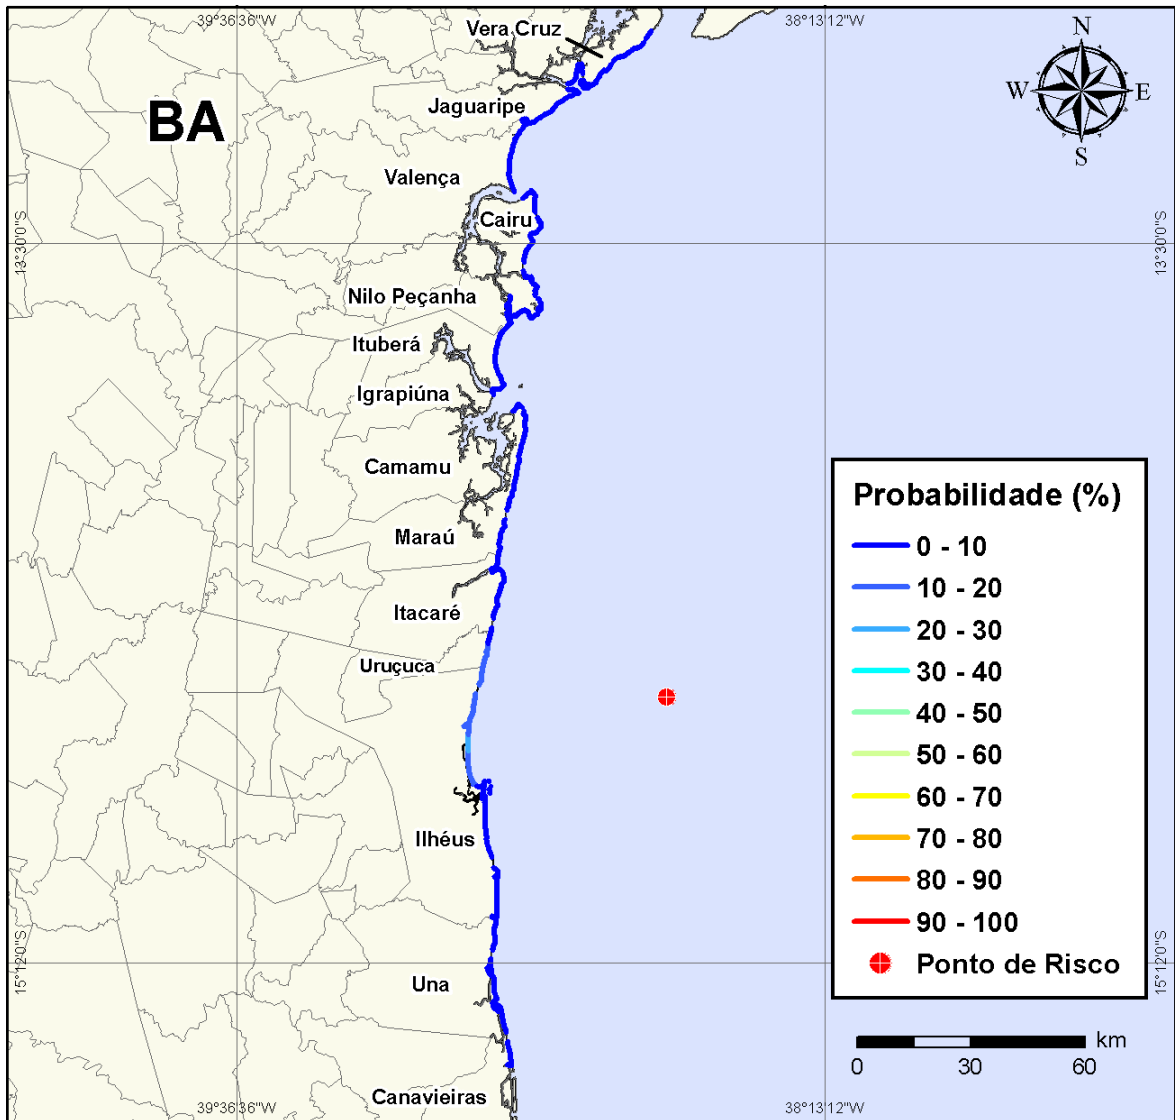 39°36'36"W
38°13'12"W
Vera Cruz
N
W
E
S
BA
Jaguaripe
Valença
Cairu
13°30'0"S
13°30'0"S
Nilo Peçanha
Ituberá
Igrapiúna
Camamu
Maraú
Itacaré
Uruçuca
Ilhéus
Una
Canavieiras
15°12'0"S
15°12'0"S
Probabilidade (%)
0 - 10
10 - 20
20 - 30
30 - 40
40 - 50
50 - 60
60 - 70
70 - 80
80 - 90
90 - 100
Ponto de Risco
km
0 30 60
39°36'36"W
38°13'12"W